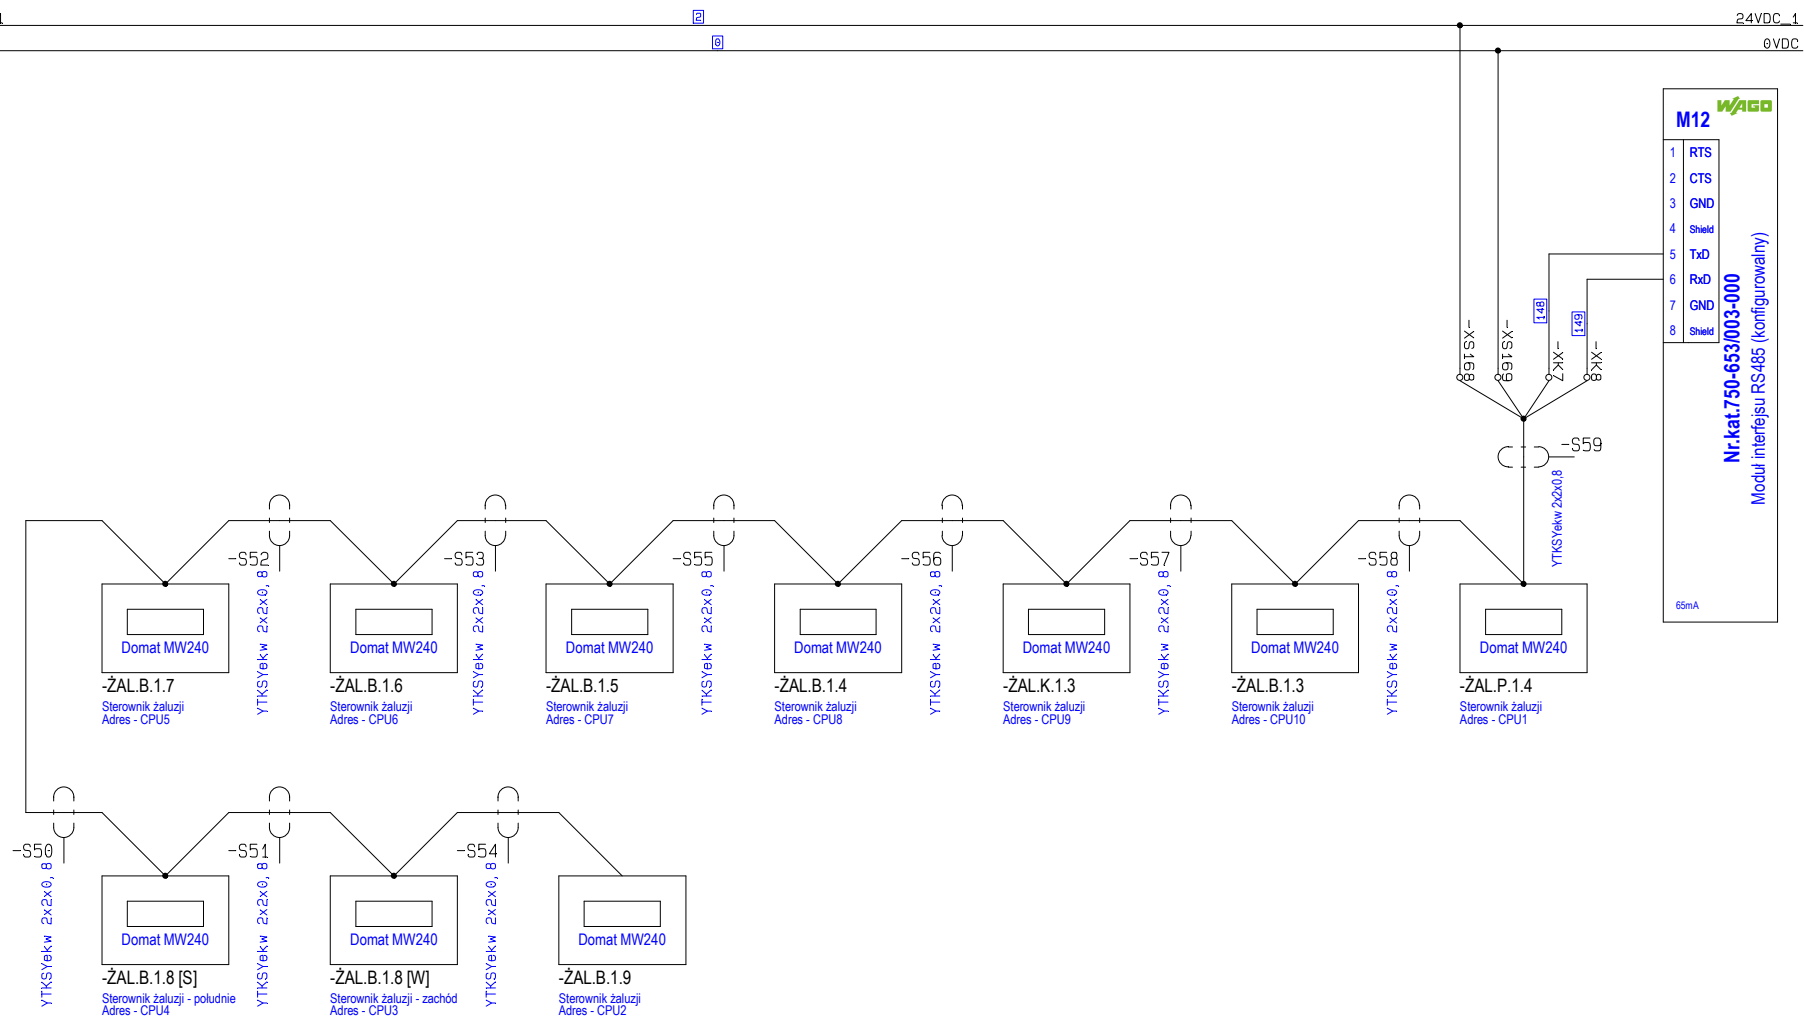 1
2
24VDC_1
0
0VDC
WAGO
M12
1 RTS
2 CTS
3 GND
4 Shield
5 TxD
6 RxD
7 GND
8 Shield
Nr.kat.750-653/003-000
Moduł interfejsu RS485 (konfigurowalny)
65mA
148
149
-XS168
-XS169
-XK7
-XK8
-S59
YTKSYekw 2x2x0,8
-S52
YTKSYekw 2x2x0,8
-S53
YTKSYekw 2x2x0,8
-S55
YTKSYekw 2x2x0,8
-S56
YTKSYekw 2x2x0,8
-S57
YTKSYekw 2x2x0,8
-S58
YTKSYekw 2x2x0,8
Domat MW240
-ŻAL.B.1.7
Sterownik żaluzji
Adres - CPU5
Domat MW240
-ŻAL.B.1.6
Sterownik żaluzji
Adres - CPU6
Domat MW240
-ŻAL.B.1.5
Sterownik żaluzji
Adres - CPU7
Domat MW240
-ŻAL.B.1.4
Sterownik żaluzji
Adres - CPU8
Domat MW240
-ŻAL.K.1.3
Sterownik żaluzji
Adres - CPU9
Domat MW240
-ŻAL.B.1.3
Sterownik żaluzji
Adres - CPU10
Domat MW240
-ŻAL.P.1.4
Sterownik żaluzji
Adres - CPU1
-S50
YTKSYekw 2x2x0,8
-S51
YTKSYekw 2x2x0,8
-S54
YTKSYekw 2x2x0,8
Domat MW240
-ŻAL.B.1.8 [S]
Sterownik żaluzji - południe
Adres - CPU4
Domat MW240
-ŻAL.B.1.8 [W]
Sterownik żaluzji - zachód
Adres - CPU3
Domat MW240
-ŻAL.B.1.9
Sterownik żaluzji
Adres - CPU2